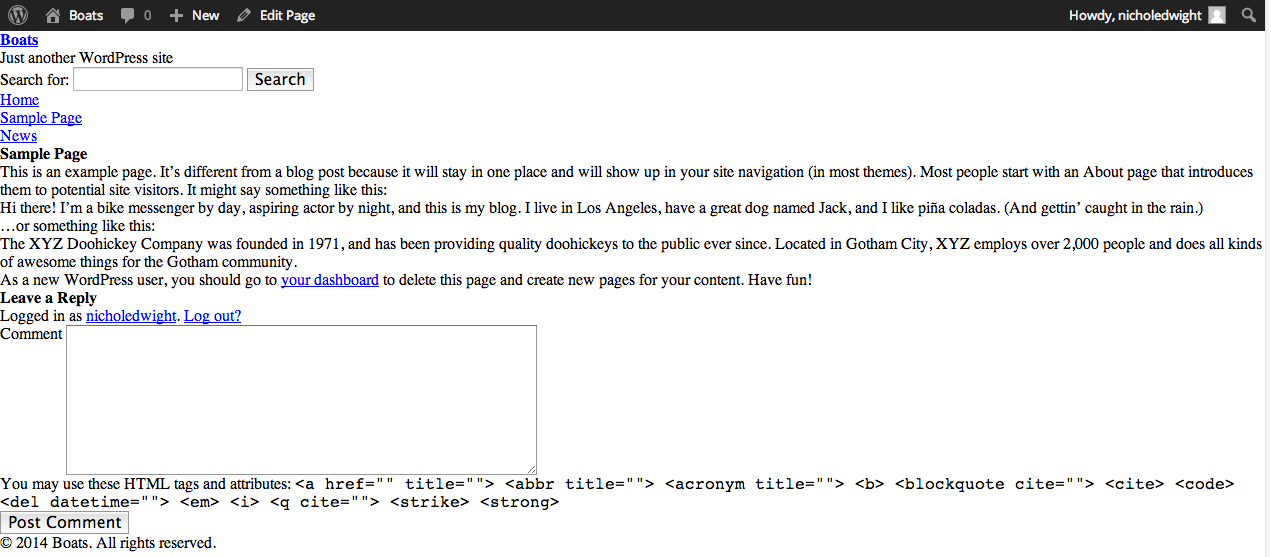 Boats 0 New Edit Page Howdy, nicholedwight
Boats
Just another WordPress site
Search for: Search
Home
Sample Page
News
Sample Page
This is an example page. It’s different from a blog post because it will stay in one place and will show up in your site navigation (in most themes). Most people start with an About page that introduces
them to potential site visitors. It might say something like this:
Hi there! I’m a bike messenger by day, aspiring actor by night, and this is my blog. I live in Los Angeles, have a great dog named Jack, and I like piña coladas. (And gettin’ caught in the rain.)
…or something like this:
The XYZ Doohickey Company was founded in 1971, and has been providing quality doohickeys to the public ever since. Located in Gotham City, XYZ employs over 2,000 people and does all kinds
of awesome things for the Gotham community.
As a new WordPress user, you should go to your dashboard to delete this page and create new pages for your content. Have fun!
Leave a Reply
Logged in as nicholedwight. Log out?
Comment
You may use these HTML tags and attributes: <a href="" title=""> <abbr title=""> <acronym title=""> <b> <blockquote cite=""> <cite> <code>
<del datetime=""> <em> <i> <q cite=""> <strike> <strong>
Post Comment
© 2014 Boats. All rights reserved.